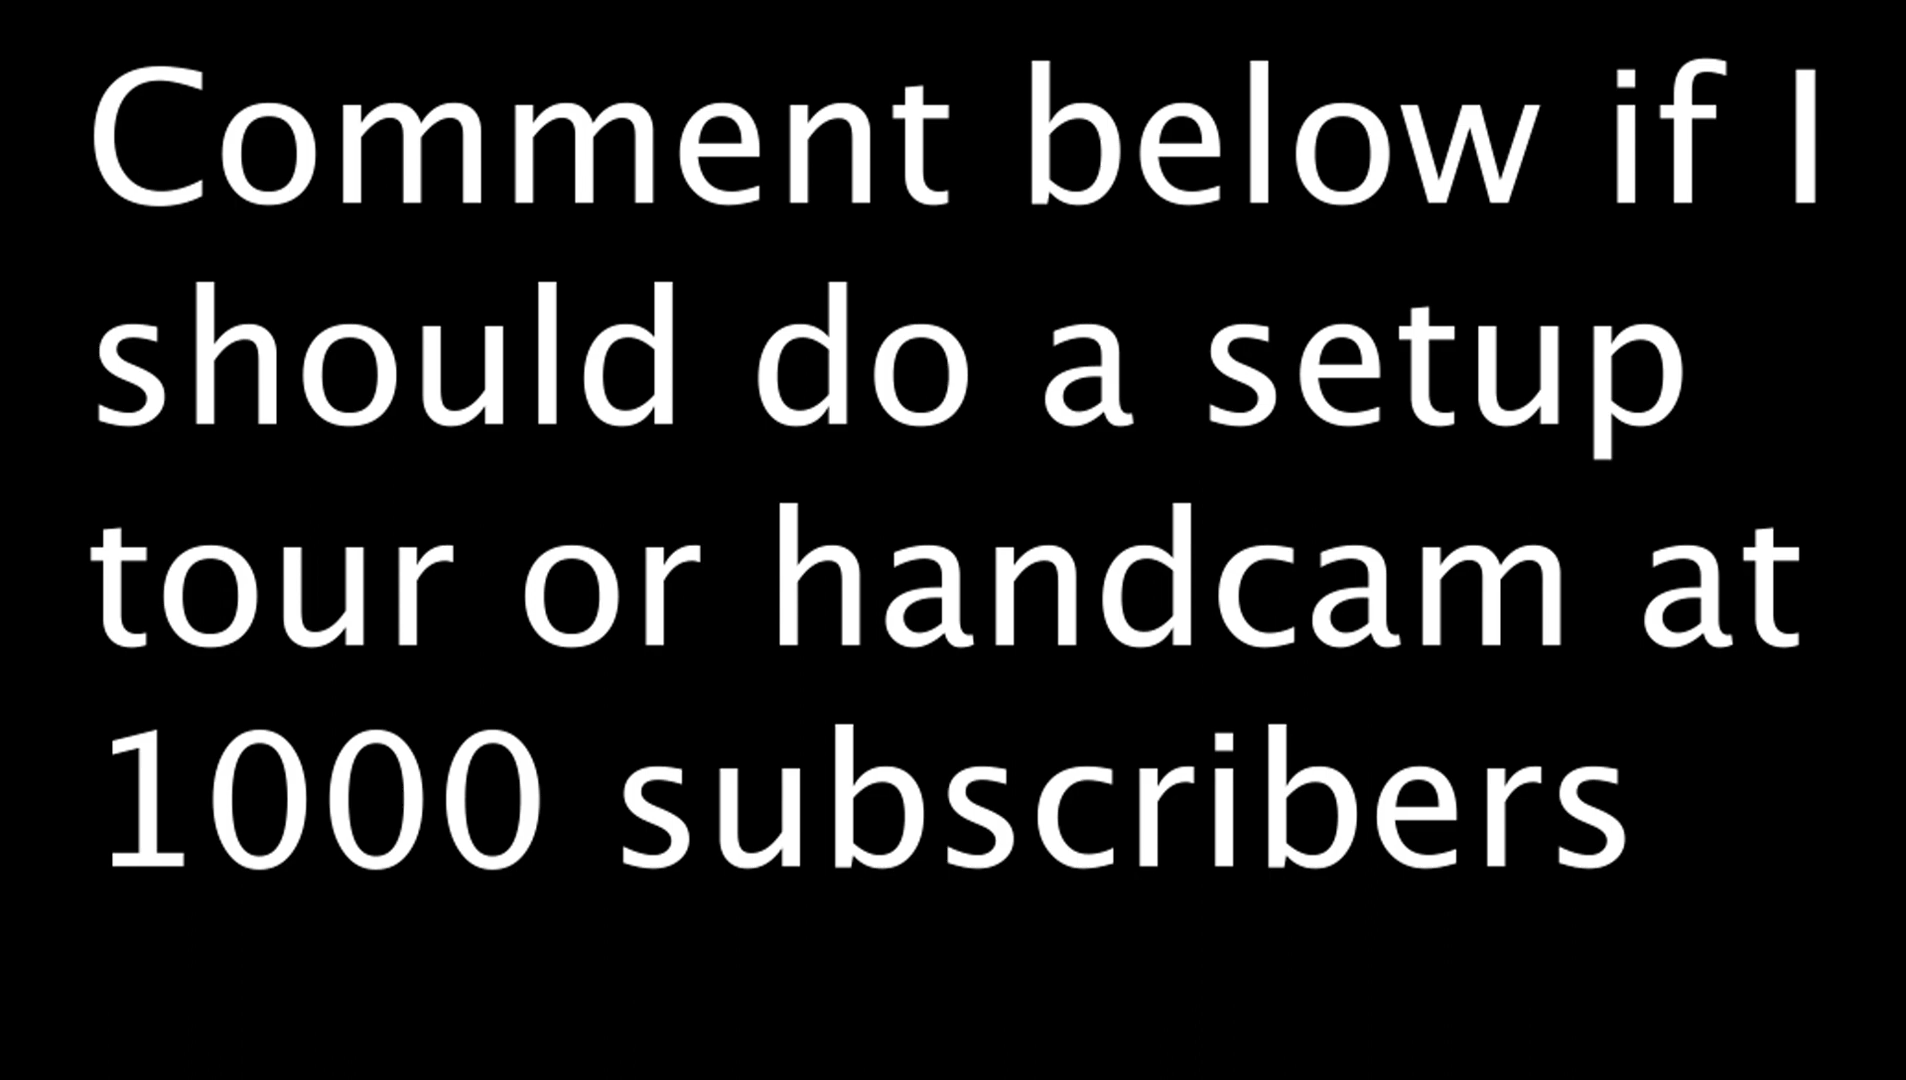 Comment below if I
should do a setup
tour or handcam at
1000 subscribers